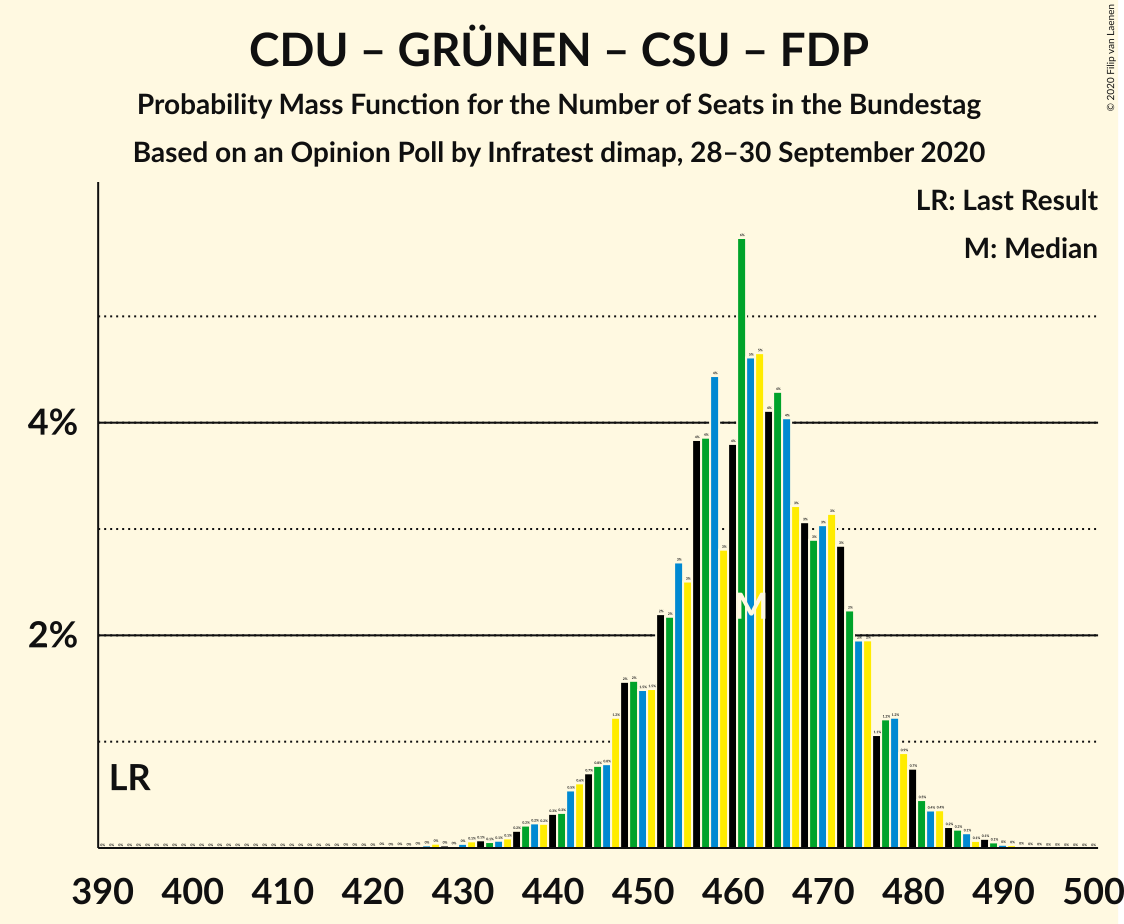 CDU – GRÜNEN – CSU – FDP
Probability Mass Function for the Number of Seats in the Bundestag
Based on an Opinion Poll by Infratest dimap, 28–30 September 2020
© 2020 Filip van Laenen
LR: Last Result
M: Median
4%
2%
M
LR
390 400 410 420 430 440 450 460 470 480 490 500